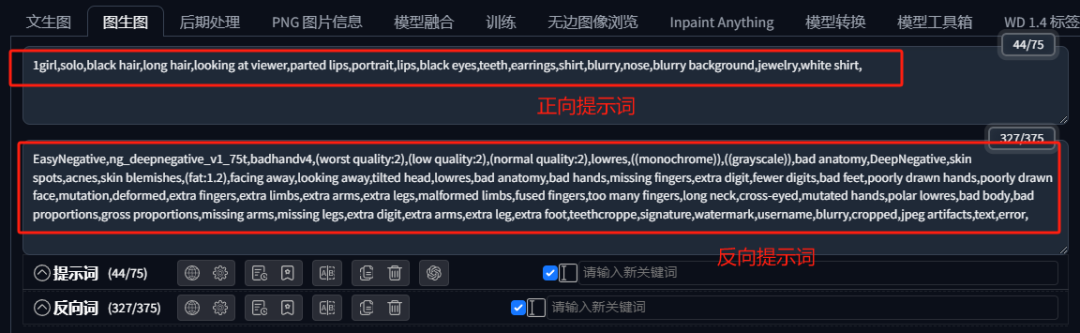 文生图 图生图 后期处理 PNG 图片信息 模型融合 训练 无边图像浏览 Inpaint Anything 模型转换 模型工具箱 WD 1.4 标签
44/75
1girl,solo,black hair,long hair,looking at viewer,parted lips,portrait,lips,black eyes,teeth,earrings,shirt,blurry,nose,blurry background,jewelry,white shirt,
正向提示词
327/375
EasyNegative,ng_deepnegative_v1_75t,badhandv4,(worst quality:2),(low quality:2),(normal quality:2),lowres,((monochrome)),((grayscale)),bad anatomy,DeepNegative,skin
spots,acnes,skin blemishes,(fat:1.2),facing away,looking away,tilted head,lowres,bad anatomy,bad hands,missing fingers,extra digit,fewer digits,bad feet,poorly drawn hands,poorly drawn
face,mutation,deformed,extra fingers,extra limbs,extra arms,extra legs,malformed limbs,fused fingers,too many fingers,long neck,cross-eyed,mutated hands,polar lowres,bad body,bad
proportions,gross proportions,missing arms,missing legs,extra digit,extra arms,extra leg,extra foot,teethcroppe,signature,watermark,username,blurry,cropped,jpeg artifacts,text,error,
反向提示词
提示词 (44/75) 请输入新关键词
反向词 (327/375) 请输入新关键词